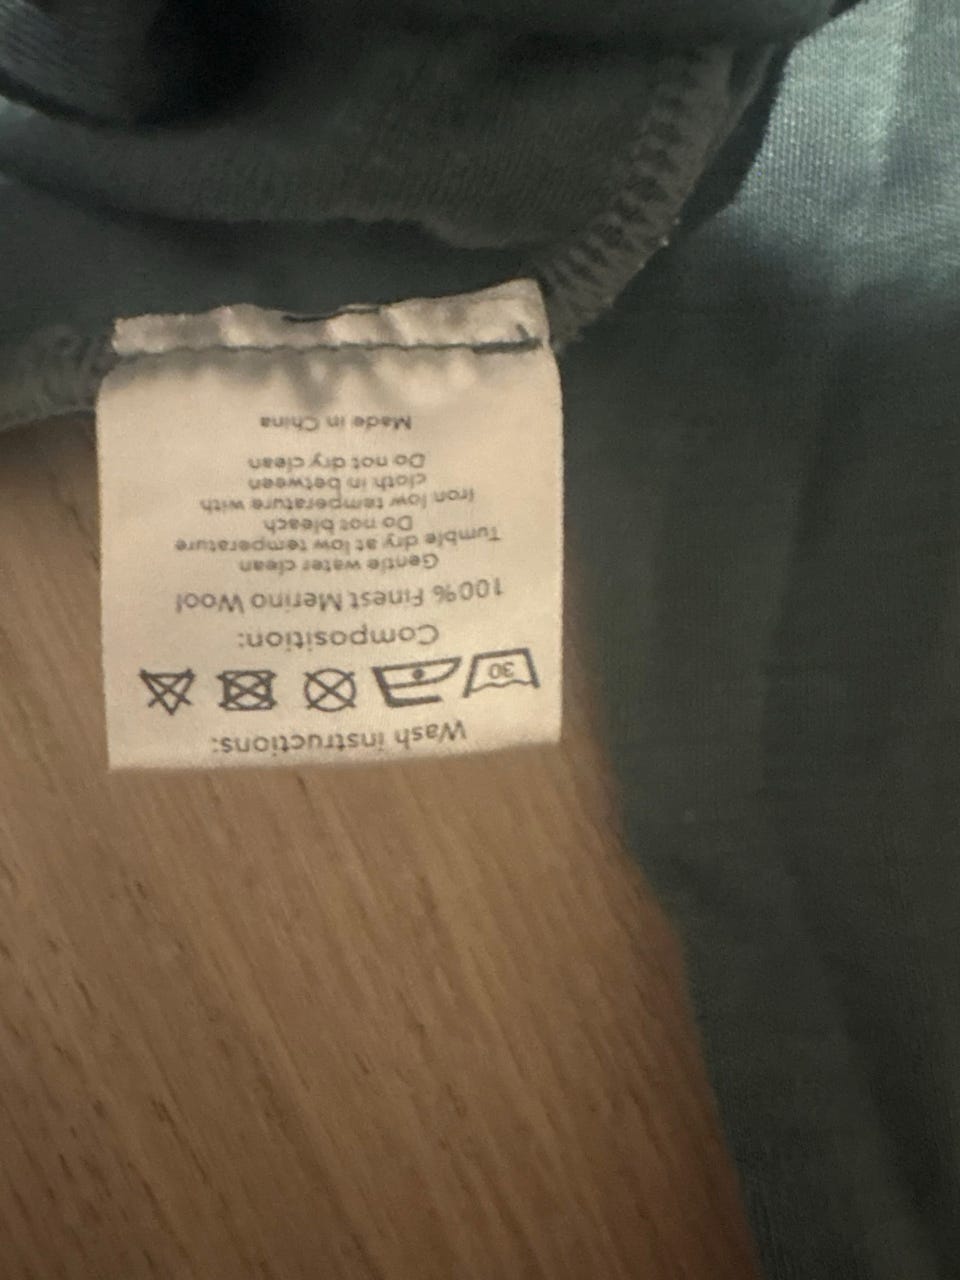 Wash instructions:
30
Composition:
100% Finest Merino Wool
Gentle water clean
Tumble dry at low temperature
Do not bleach
Iron low temperature with
cloth in between
Do not dry clean
Made in China